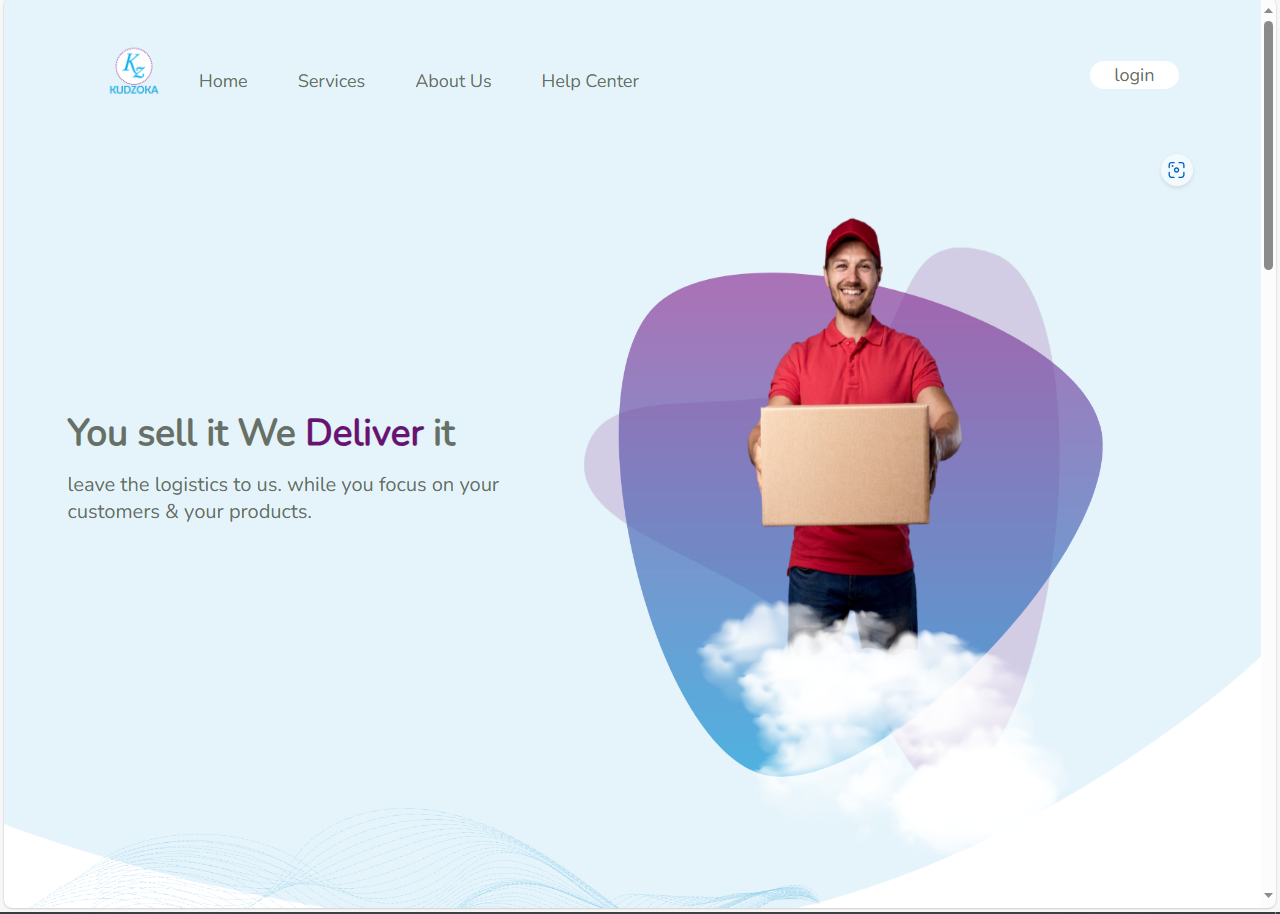 Kz
KUDZOKA
Home Services About Us Help Center
login
You sell it We Deliver it
leave the logistics to us. while you focus on your
customers & your products.